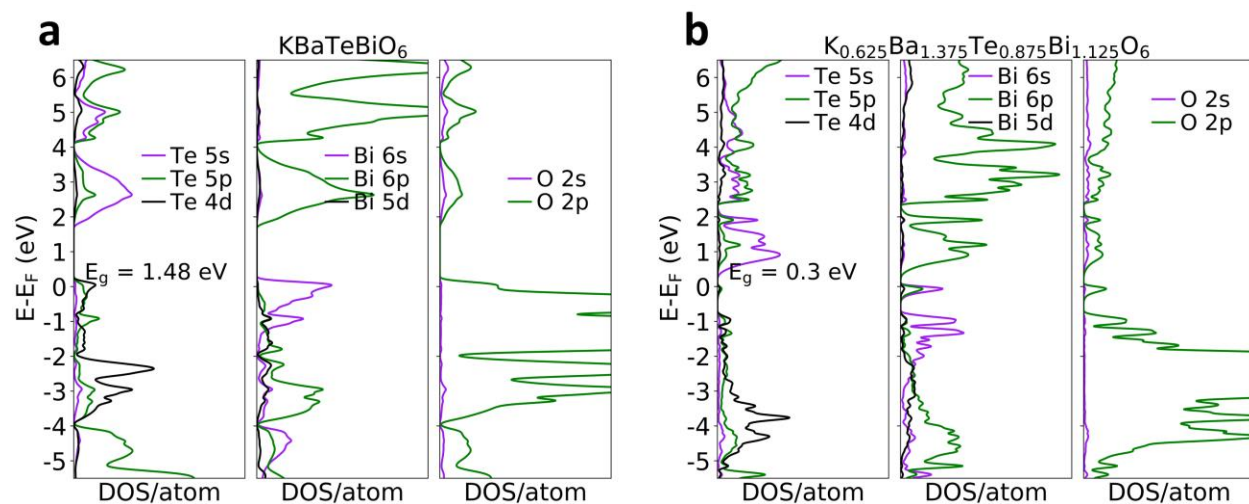 a
KBaTeBiO₆
6
5
4
3
2
1
0
-1
-2
-3
-4
-5
E-E_F (eV)
Te 5s
Te 5p
Te 4d
E_g = 1.48 eV
Bi 6s
Bi 6p
Bi 5d
O 2s
O 2p
DOS/atom
DOS/atom
DOS/atom
b
K₀.₆₂₅Ba₁.₃₇₅Te₀.₈₇₅Bi₁.₁₂₅O₆
6
5
4
3
2
1
0
-1
-2
-3
-4
-5
E-E_F (eV)
Te 5s
Te 5p
Te 4d
E_g = 0.3 eV
Bi 6s
Bi 6p
Bi 5d
O 2s
O 2p
DOS/atom
DOS/atom
DOS/atom